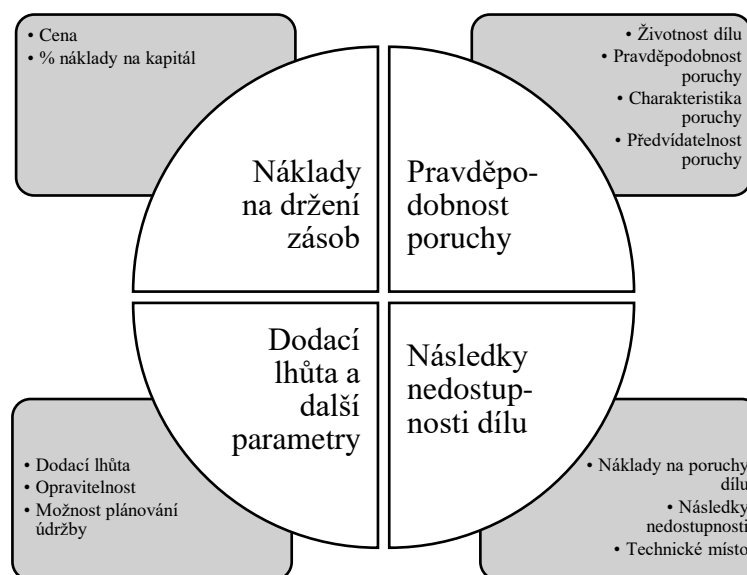 • Cena
• % náklady na kapitál
• Životnost dílu
• Pravděpodobnost
poruchy
• Charakteristika
poruchy
• Předvídatelnost
poruchy
Náklady
na držení
zásob
Pravděpo-
dobnost
poruchy
Dodací
lhůta a
další
parametry
Následky
nedostup-
nosti dílu
• Dodací lhůta
• Opravitelnost
• Možnost plánování
údržby
• Náklady na poruchy
dílu
• Následky
nedostupnosti
• Technické místo